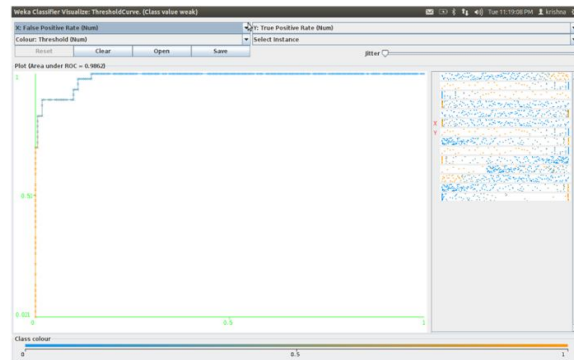 Weka Classifier Visualize: ThresholdCurve. (Class value weak) Tue 11:19:08 PM krishna
X: False Positive Rate (Num) Y: True Positive Rate (Num)
Colour: Threshold (Num) Select Instance
Reset Clear Open Save Jitter
Plot (Area under ROC = 0.9862)
1
X
Y
0.5
0 0.5 1
Class colour
0 0.5 1